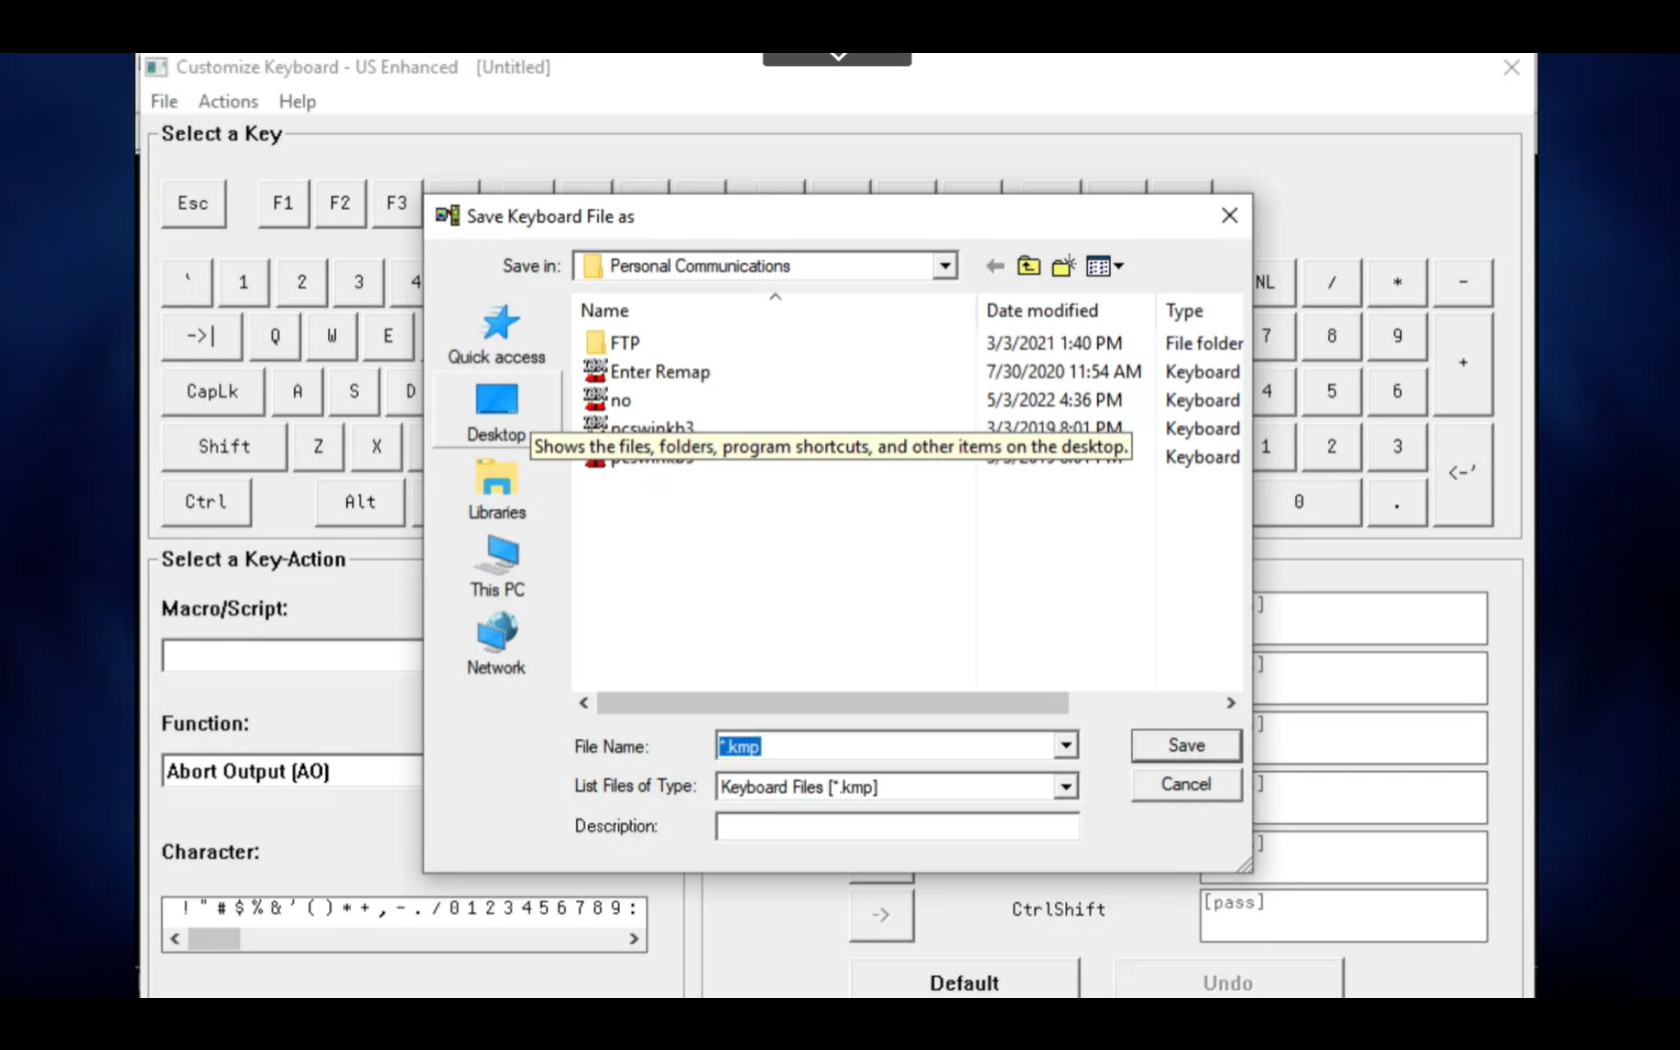 Customize Keyboard - US Enhanced [Untitled]
File Actions Help
Select a Key
Esc F1 F2 F3
Save Keyboard File as
Save in: Personal Communications
` 1 2 3 4
NL / * -
->| Q W E
7 8 9 +
CapLk A S D
4 5 6
Shift Z X
1 2 3 <-'
Ctrl Alt
0 .
Quick access
Desktop
Libraries
This PC
Network
Name Date modified Type
FTP 3/3/2021 1:40 PM File folder
Enter Remap 7/30/2020 11:54 AM Keyboard
no 5/3/2022 4:36 PM Keyboard
pcswinkb3 3/3/2019 8:01 PM Keyboard
Keyboard
Shows the files, folders, program shortcuts, and other items on the desktop.
File Name: *.kmp Save
List Files of Type: Keyboard Files [*.kmp] Cancel
Description:
Select a Key-Action
Macro/Script:
Function:
Abort Output (AO)
Character:
! " # $ % & ' ( ) * + , - . / 0 1 2 3 4 5 6 7 8 9 :
]
]
]
]
]
-> CtrlShift [pass]
Default Undo